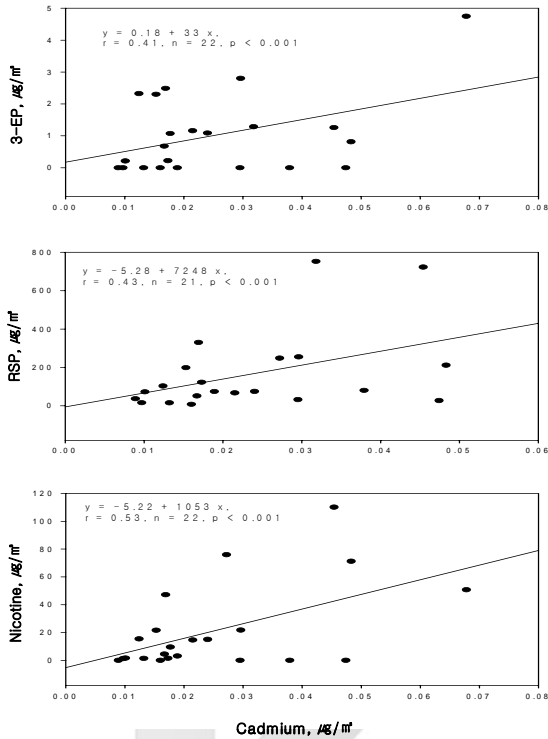 5
y = 0.18 + 33 x,
r = 0.41, n = 22, p < 0.001
4
3
2
1
0
3-EP, ㎍/㎥
0.00 0.01 0.02 0.03 0.04 0.05 0.06 0.07 0.08
800
y = -5.28 + 7248 x,
r = 0.43, n = 21, p < 0.001
600
400
200
0
RSP, ㎍/㎥
0.00 0.01 0.02 0.03 0.04 0.05 0.06
120
y = -5.22 + 1053 x,
r = 0.53, n = 22, p < 0.001
100
80
60
40
20
0
Nicotine, ㎍/㎥
0.00 0.01 0.02 0.03 0.04 0.05 0.06 0.07 0.08
Cadmium, ㎍/㎥